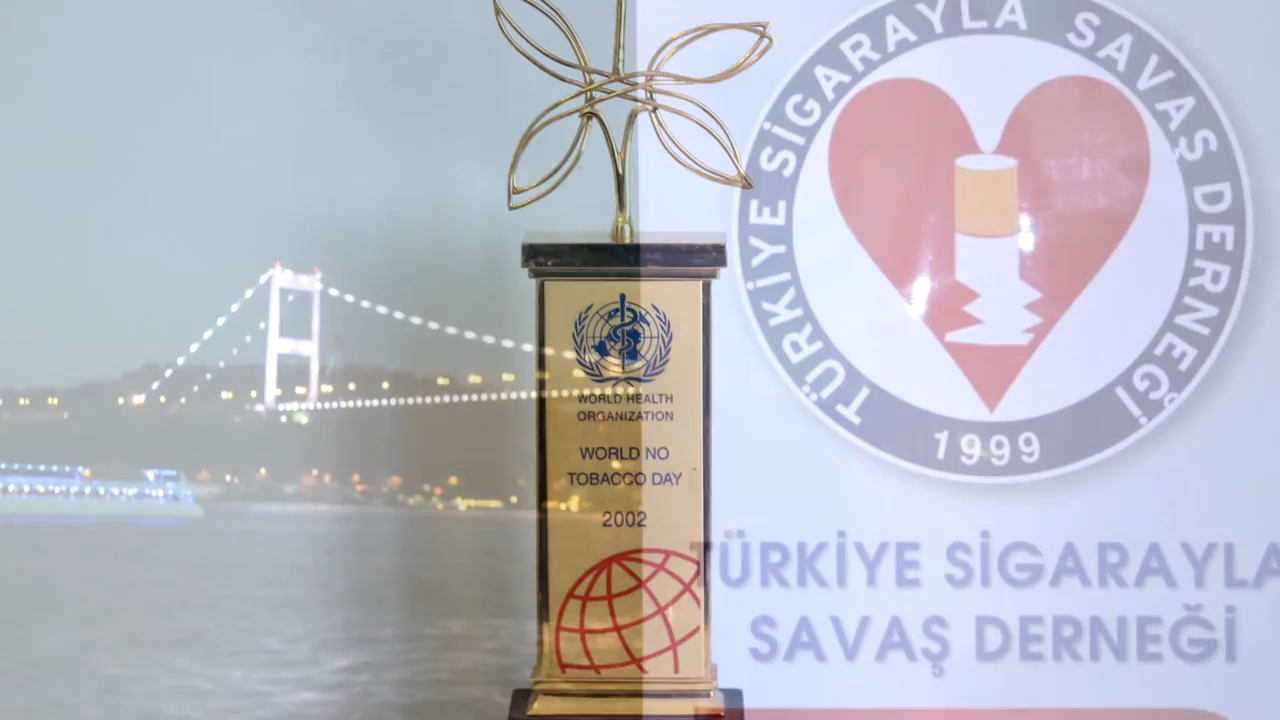 WORLD HEALTH
ORGANIZATION
WORLD NO
TOBACCO DAY
2002
TÜRKİYE SİGARAYLA SAVAŞ DERNEĞİ
1999
TÜRKİYE SİGARAYLA
SAVAŞ DERNEĞİ